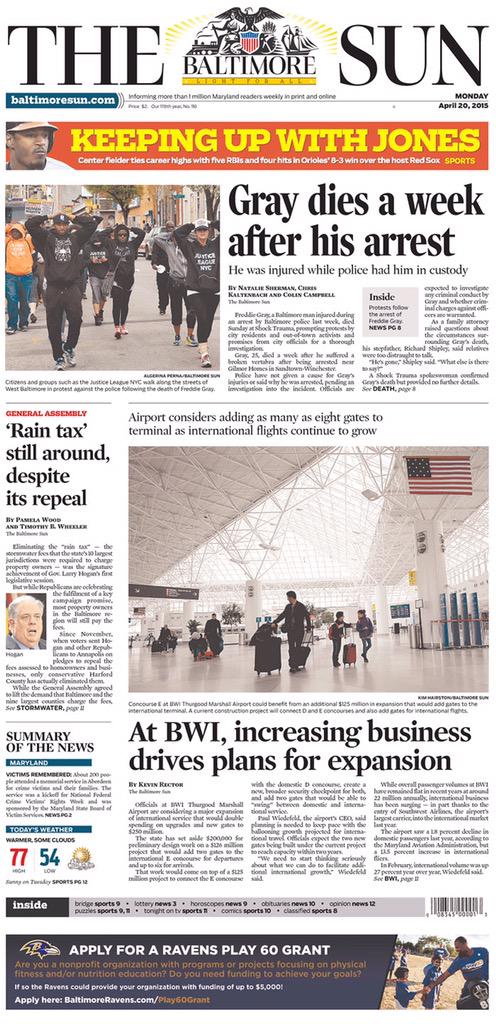 THE BALTIMORE SUN
LIGHT FOR ALL
baltimoresun.com
Informing more than 1 million Maryland readers weekly in print and online
Price $2. Our 178th year, No. 110
MONDAY
April 20, 2015
KEEPING UP WITH JONES
Center fielder ties career highs with five RBIs and four hits in Orioles' 8-3 win over the host Red Sox SPORTS
JUSTICE LEAGUE NYC
ALGERINA PERNA/BALTIMORE SUN
Citizens and groups such as the Justice League NYC walk along the streets of
West Baltimore in protest against the police following the death of Freddie Gray.
Gray dies a week
after his arrest
He was injured while police had him in custody
By Natalie Sherman, Chris
Kaltenbach and Colin Campbell
The Baltimore Sun
Freddie Gray, a Baltimore man injured during
an arrest by Baltimore police last week, died
Sunday at Shock Trauma, prompting protests by
city residents and out-of-town activists and
promises from city officials for a thorough
investigation.
Gray, 25, died a week after he suffered a
broken vertebra after being arrested near
Gilmor Homes in Sandtown-Winchester.
Police have not given a cause for Gray's
injuries or said why he was arrested, pending an
investigation into the incident. Officials are
Inside
Protests follow
the arrest of
Freddie Gray.
NEWS PG 8
expected to investigate
any criminal conduct by
Gray and whether crim-
inal charges against offi-
cers are warranted.
As a family attorney
raised questions about
the circumstances sur-
rounding Gray's death,
his stepfather, Richard Shipley, said relatives
were too distraught to talk.
"He's gone," Shipley said. "What else is there
to say?"
A Shock Trauma spokeswoman confirmed
Gray's death but provided no further details.
See DEATH, page 8
GENERAL ASSEMBLY
'Rain tax'
still around,
despite
its repeal
By Pamela Wood
and Timothy B. Wheeler
The Baltimore Sun
Eliminating the "rain tax" — the
stormwater fees that the state's 10 largest
jurisdictions were required to charge
property owners — was the signature
achievement of Gov. Larry Hogan's first
legislative session.
But while Republicans are celebrating
the fulfillment of a key
campaign promise,
most property owners
in the Baltimore re-
gion will still pay the
fees.
Since November,
when voters sent Ho-
gan and other Repub-
licans to Annapolis on
pledges to repeal the
fees assessed to homeowners and busi-
nesses, only conservative Harford
County has actually eliminated them.
While the General Assembly agreed
to lift the demand that Baltimore and the
nine largest counties charge the fees,
See STORMWATER, page 11
Hogan
Airport considers adding as many as eight gates to
terminal as international flights continue to grow
KIM HAIRSTON/BALTIMORE SUN
Concourse E at BWI Thurgood Marshall Airport could benefit from an additional $125 million in expansion that would add gates to the
international terminal. A current construction project will connect D and E concourses and also add gates for international flights.
At BWI, increasing business
drives plans for expansion
By Kevin Rector
The Baltimore Sun
Officials at BWI Thurgood Marshall
Airport are considering a major expansion
of international service that would double
spending on upgrades and new gates to
$250 million.
The state has set aside $200,000 for
preliminary design work on a $126 million
project that would add two gates to the
international E concourse for departures
and up to six for arrivals.
That work would come on top of a $125
million project to connect the E concourse
with the domestic D concourse, create a
new, broader security checkpoint for both,
and add two gates that would be able to
"swing" between domestic and interna-
tional service.
Paul Wiedefeld, the airport's CEO, said
planning is needed to keep pace with the
ballooning growth projected for interna-
tional travel. Officials expect the two new
gates being built under the current project
to reach capacity within two years.
"We need to start thinking seriously
about what we can do to facilitate addi-
tional international growth," Wiedefeld
said.
While overall passenger volumes at BWI
have remained flat in recent years at around
22 million annually, international business
has been surging — in part thanks to the
entry of Southwest Airlines, the airport's
largest carrier, into the international market
last year.
The airport saw a 1.8 percent decline in
domestic passengers last year, according to
the Maryland Aviation Administration, but
a 13.5 percent increase in international
fliers.
In February, international volume was up
27 percent year over year, Wiedefeld said.
See BWI, page 11
SUMMARY
OF THE NEWS
MARYLAND
VICTIMS REMEMBERED: About 200 peo-
ple attended a memorial service in Aberdeen
for crime victims and their families. The
service was a kickoff for National Federal
Crime Victims' Rights Week and was
sponsored by the Maryland State Board of
Victim Services. NEWS PG 2
TODAY'S WEATHER
WARMER, SOME CLOUDS
77 HIGH
54 LOW
Sunny on Tuesday SPORTS PG 12
inside
bridge sports 9 • lottery news 3 • horoscopes news 9 • obituaries news 10 • opinion news 12
puzzles sports 9, 11 • tonight on tv sports 11 • comics sports 10 • classified sports 8
APPLY FOR A RAVENS PLAY 60 GRANT
Are you a nonprofit organization with programs or projects focusing on physical
fitness and/or nutrition education? Do you need funding to achieve your goals?
If so the Ravens could provide your organization with funding of up to $5,000!
Apply here: BaltimoreRavens.com/Play60Grant